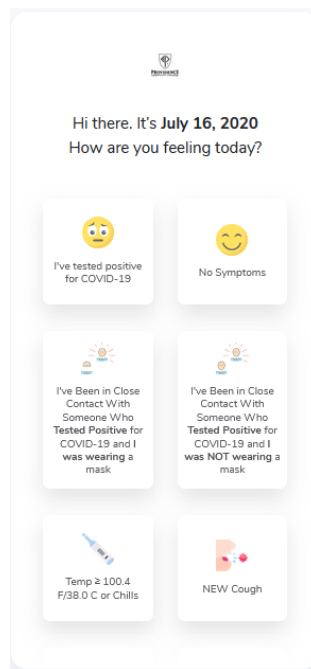 PROVIDENCE
Hi there. It's July 16, 2020
How are you feeling today?
I've tested positive
for COVID-19
No Symptoms
I've Been in Close
Contact With
Someone Who
Tested Positive for
COVID-19 and I
was wearing a
mask
I've Been in Close
Contact With
Someone Who
Tested Positive for
COVID-19 and I
was NOT wearing a
mask
Temp ≥ 100.4
F/38.0 C or Chills
NEW Cough